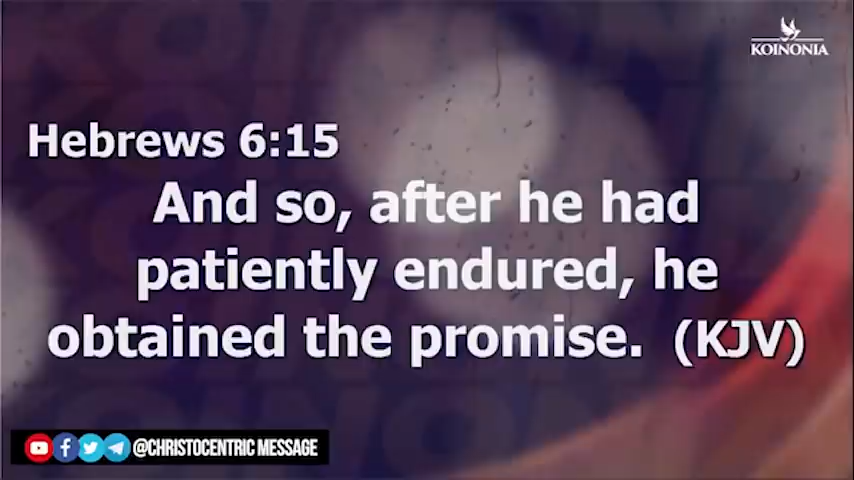 KOINONIA
Hebrews 6:15
And so, after he had
patiently endured, he
obtained the promise. (KJV)
@CHRISTOCENTRIC MESSAGE